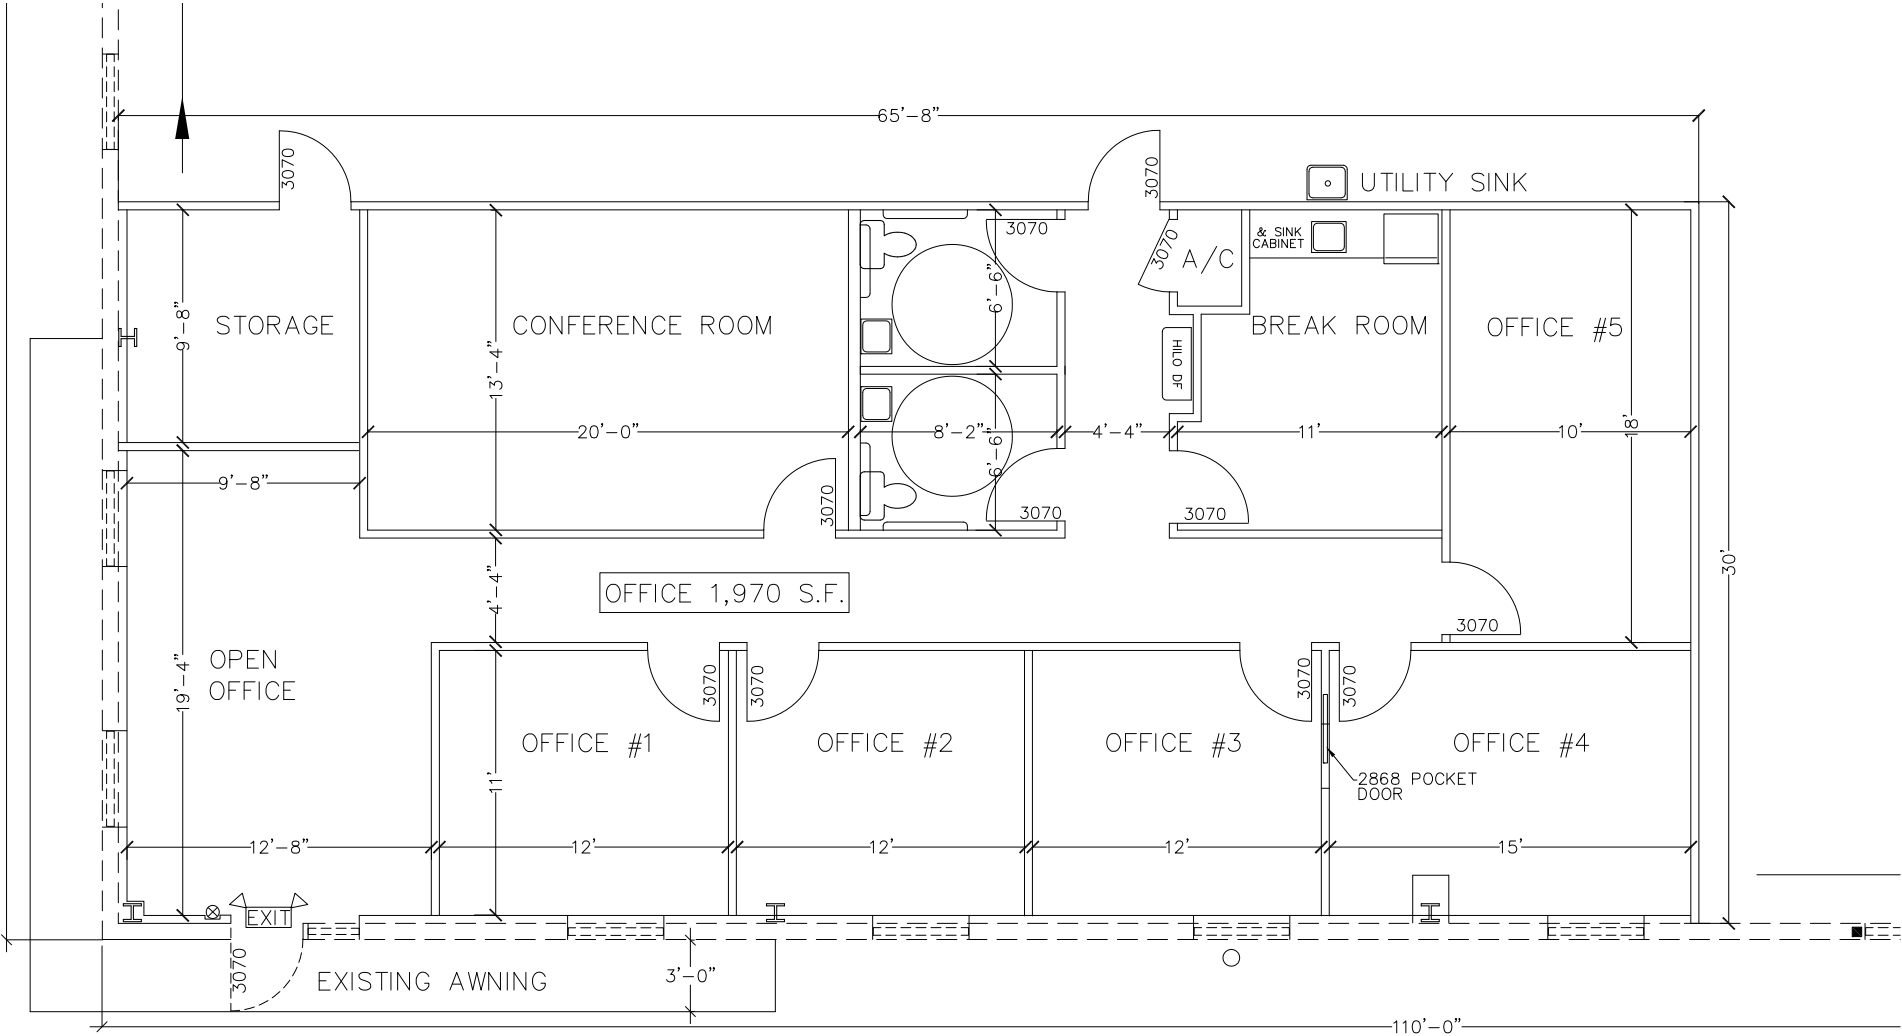 65'-8"
3070
3070
UTILITY SINK
3070
& SINK
CABINET
3070
A/C
STORAGE
CONFERENCE ROOM
BREAK ROOM
OFFICE #5
9'-8"
13'-4"
6'-6"
HILO DF
20'-0"
8'-2"
4'-4"
11'
10'
18'
6'-6"
9'-8"
3070
3070
3070
30'
4'-4"
OFFICE 1,970 S.F.
3070
OPEN
OFFICE
19'-4"
3070
3070
3070
3070
OFFICE #1
OFFICE #2
OFFICE #3
OFFICE #4
11'
2868 POCKET
DOOR
12'-8"
12'
12'
12'
15'
EXIT
3070
EXISTING AWNING
3'-0"
110'-0"